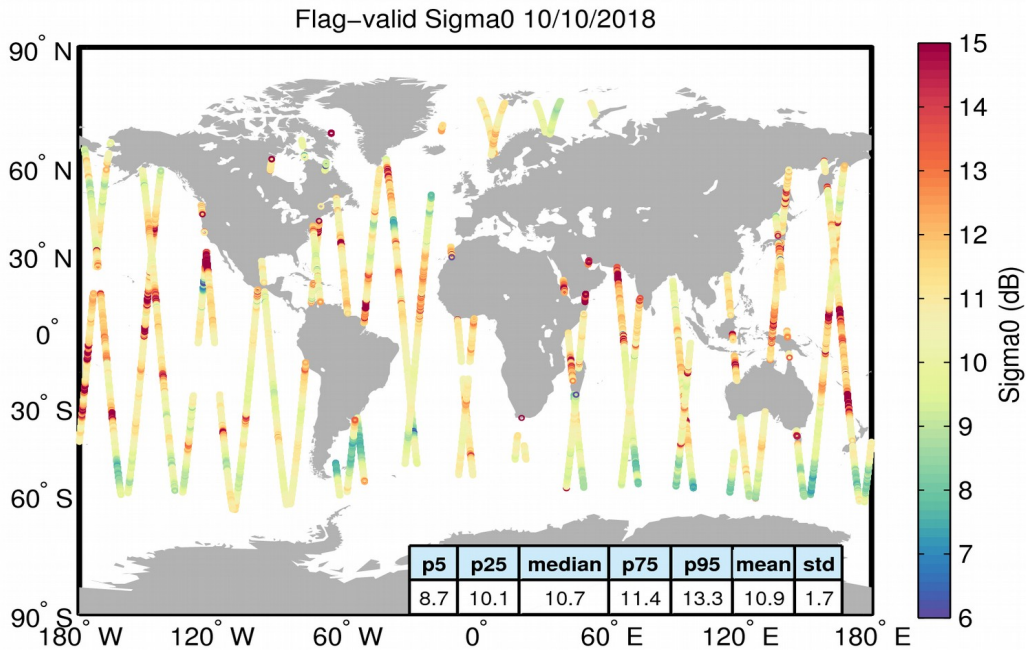 Flag−valid Sigma0 10/10/2018
90° N
60° N
30° N
0°
30° S
60° S
90° S
180° W
120° W
60° W
0°
60° E
120° E
180° E
p5 p25 median p75 p95 mean std
8.7 10.1 10.7 11.4 13.3 10.9 1.7
15
14
13
12
11
10
9
8
7
6
Sigma0 (dB)